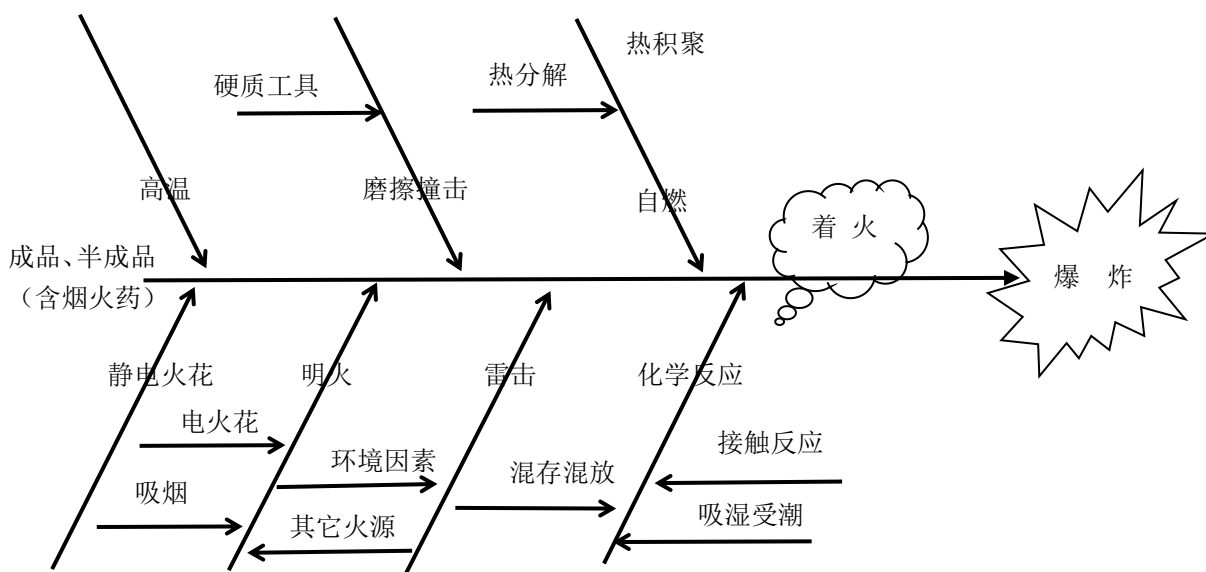 热积聚
热分解
硬质工具
高温
磨擦撞击
自燃
着 火
成品、半成品
（含烟火药）
爆 炸
静电火花
明火
雷击
化学反应
电火花
接触反应
环境因素
混存混放
吸烟
吸湿受潮
其它火源